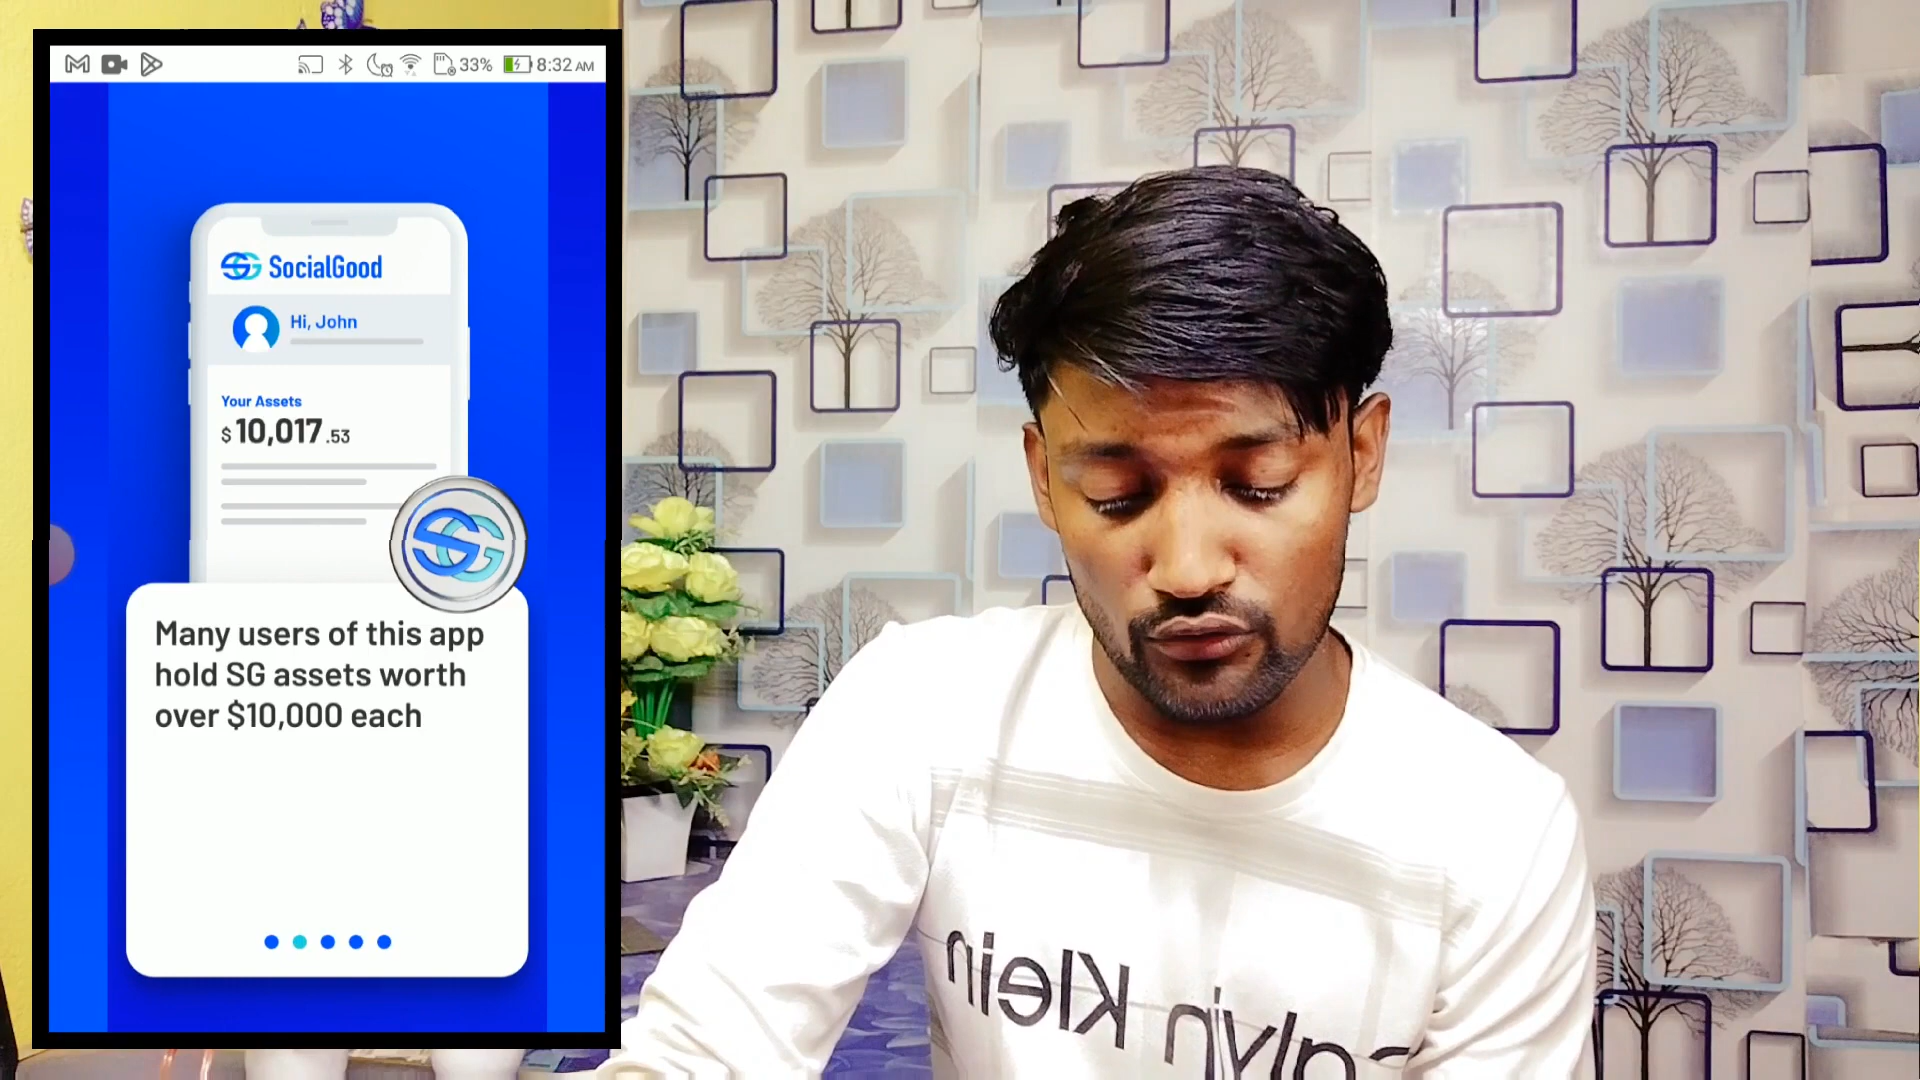 33% 8:32 AM
SocialGood
Hi, John
Your Assets
$ 10,017.53
Many users of this app
hold SG assets worth
over $10,000 each
Calvin Klein